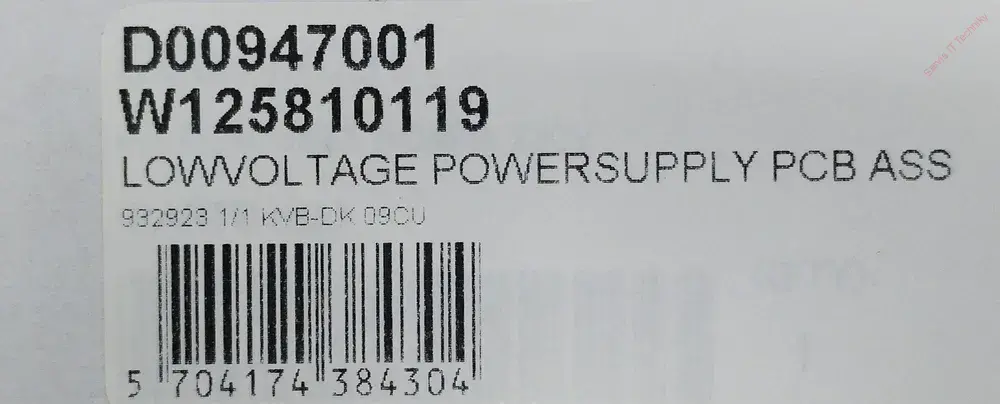 D00947001
W125810119
LOWVOLTAGE POWERSUPPLY PCB ASS
932923 1/1 KVB-DK 09CU
5 704174 384304